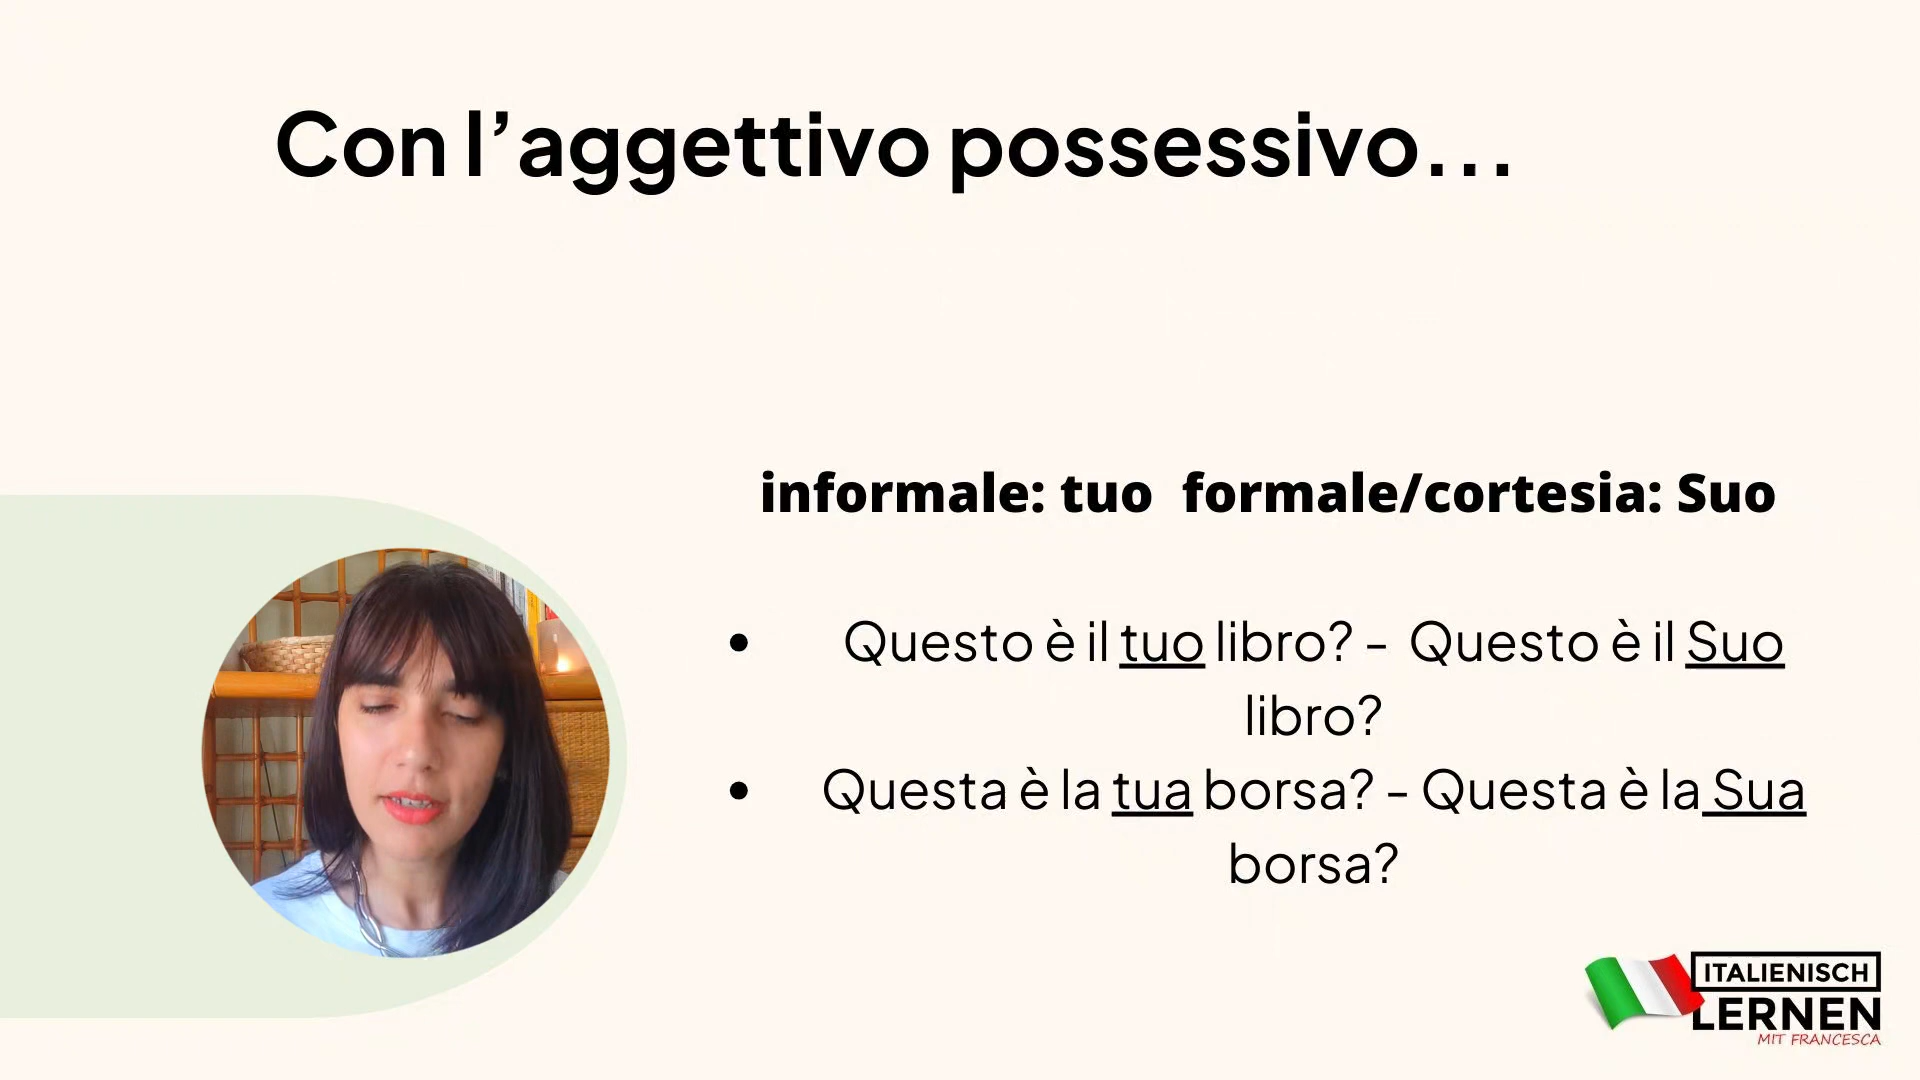 Con l’aggettivo possessivo...
informale: tuo  formale/cortesia: Suo
• Questo è il tuo libro? -  Questo è il Suo
libro?
• Questa è la tua borsa? - Questa è la Sua
borsa?
ITALIENISCH
LERNEN
MIT FRANCESCA